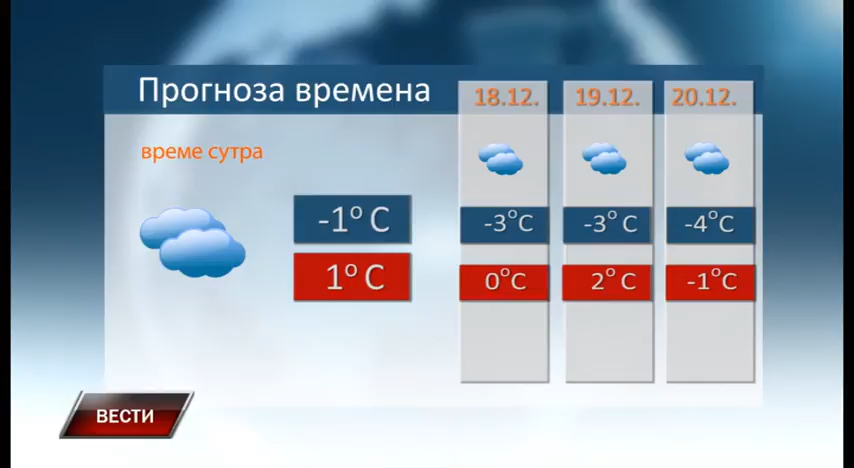 Прогноза времена
време сутра
-1° C
1° C
18.12.
-3°C
0°C
19.12.
-3°C
2°C
20.12.
-4°C
-1°C
ВЕСТИ